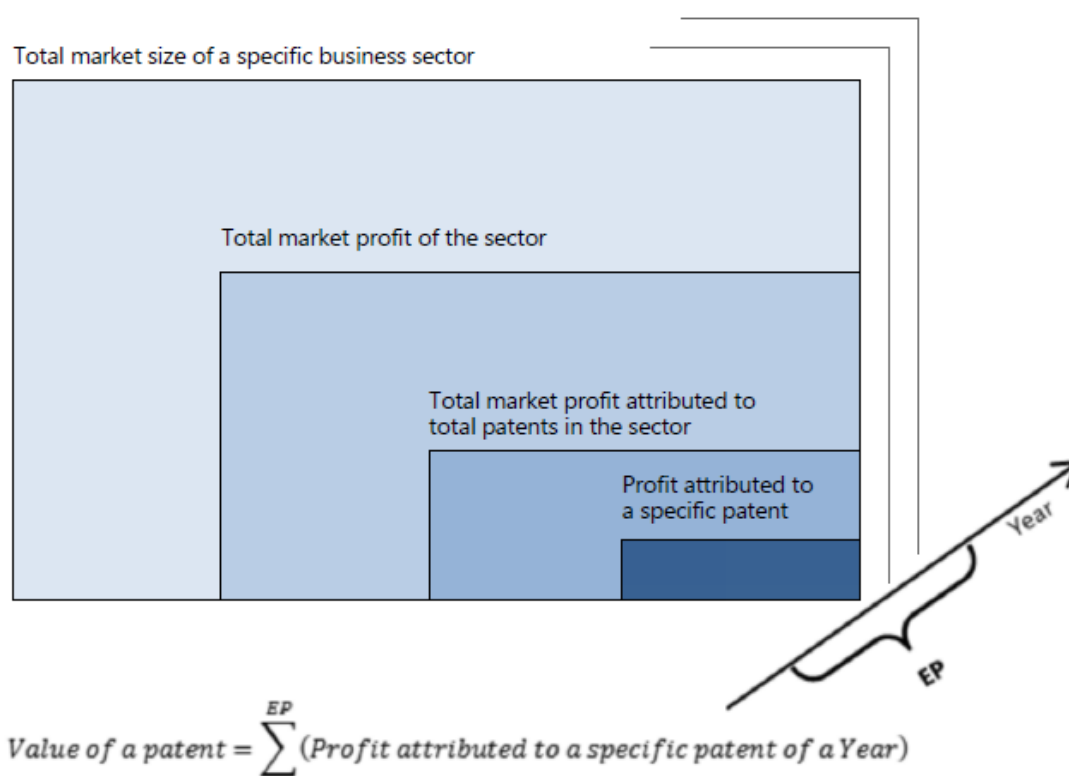 Total market size of a specific business sector
Total market profit of the sector
Total market profit attributed to
total patents in the sector
Profit attributed to
a specific patent
Year
EP
EP
Value of a patent = ∑(Profit attributed to a specific patent of a Year)